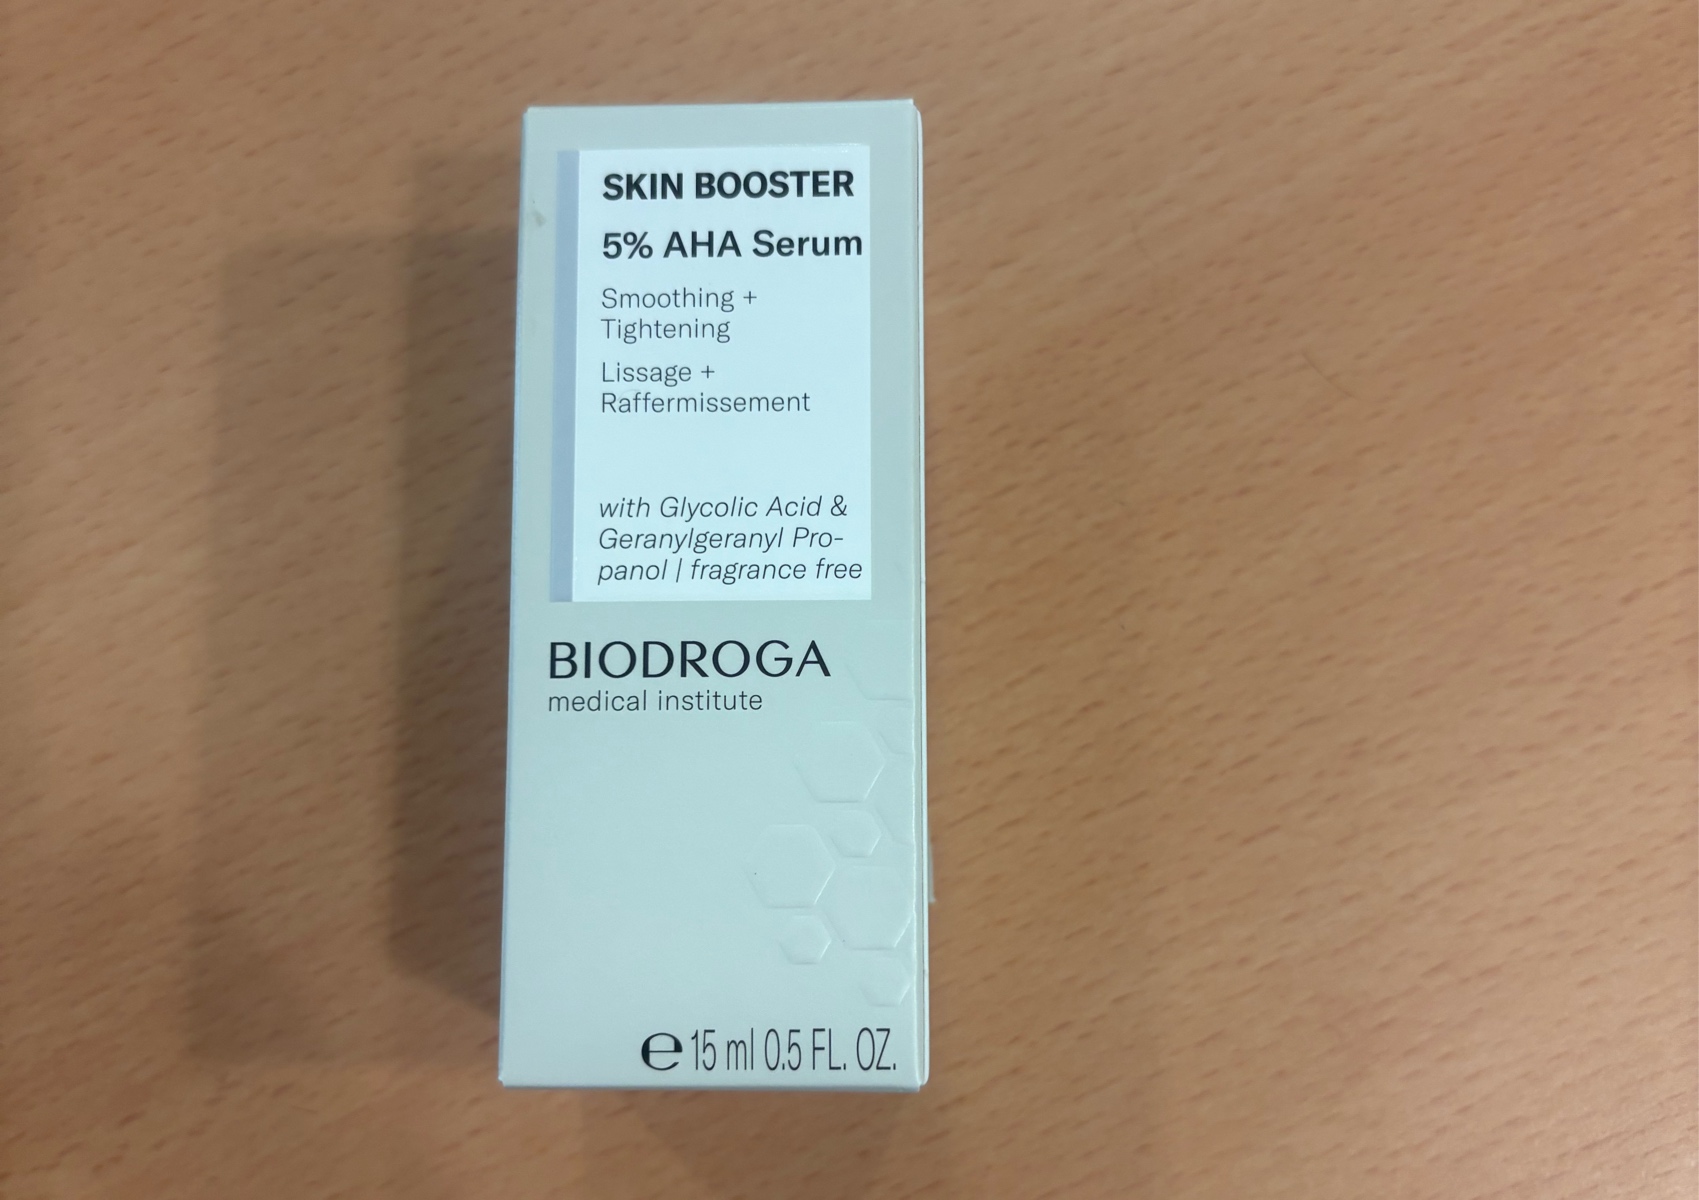 SKIN BOOSTER
5% AHA Serum
Smoothing +
Tightening
Lissage +
Raffermissement
with Glycolic Acid &
Geranylgeranyl Pro-
panol | fragrance free
BIODROGA
medical institute
℮ 15 ml 0.5 FL. OZ.